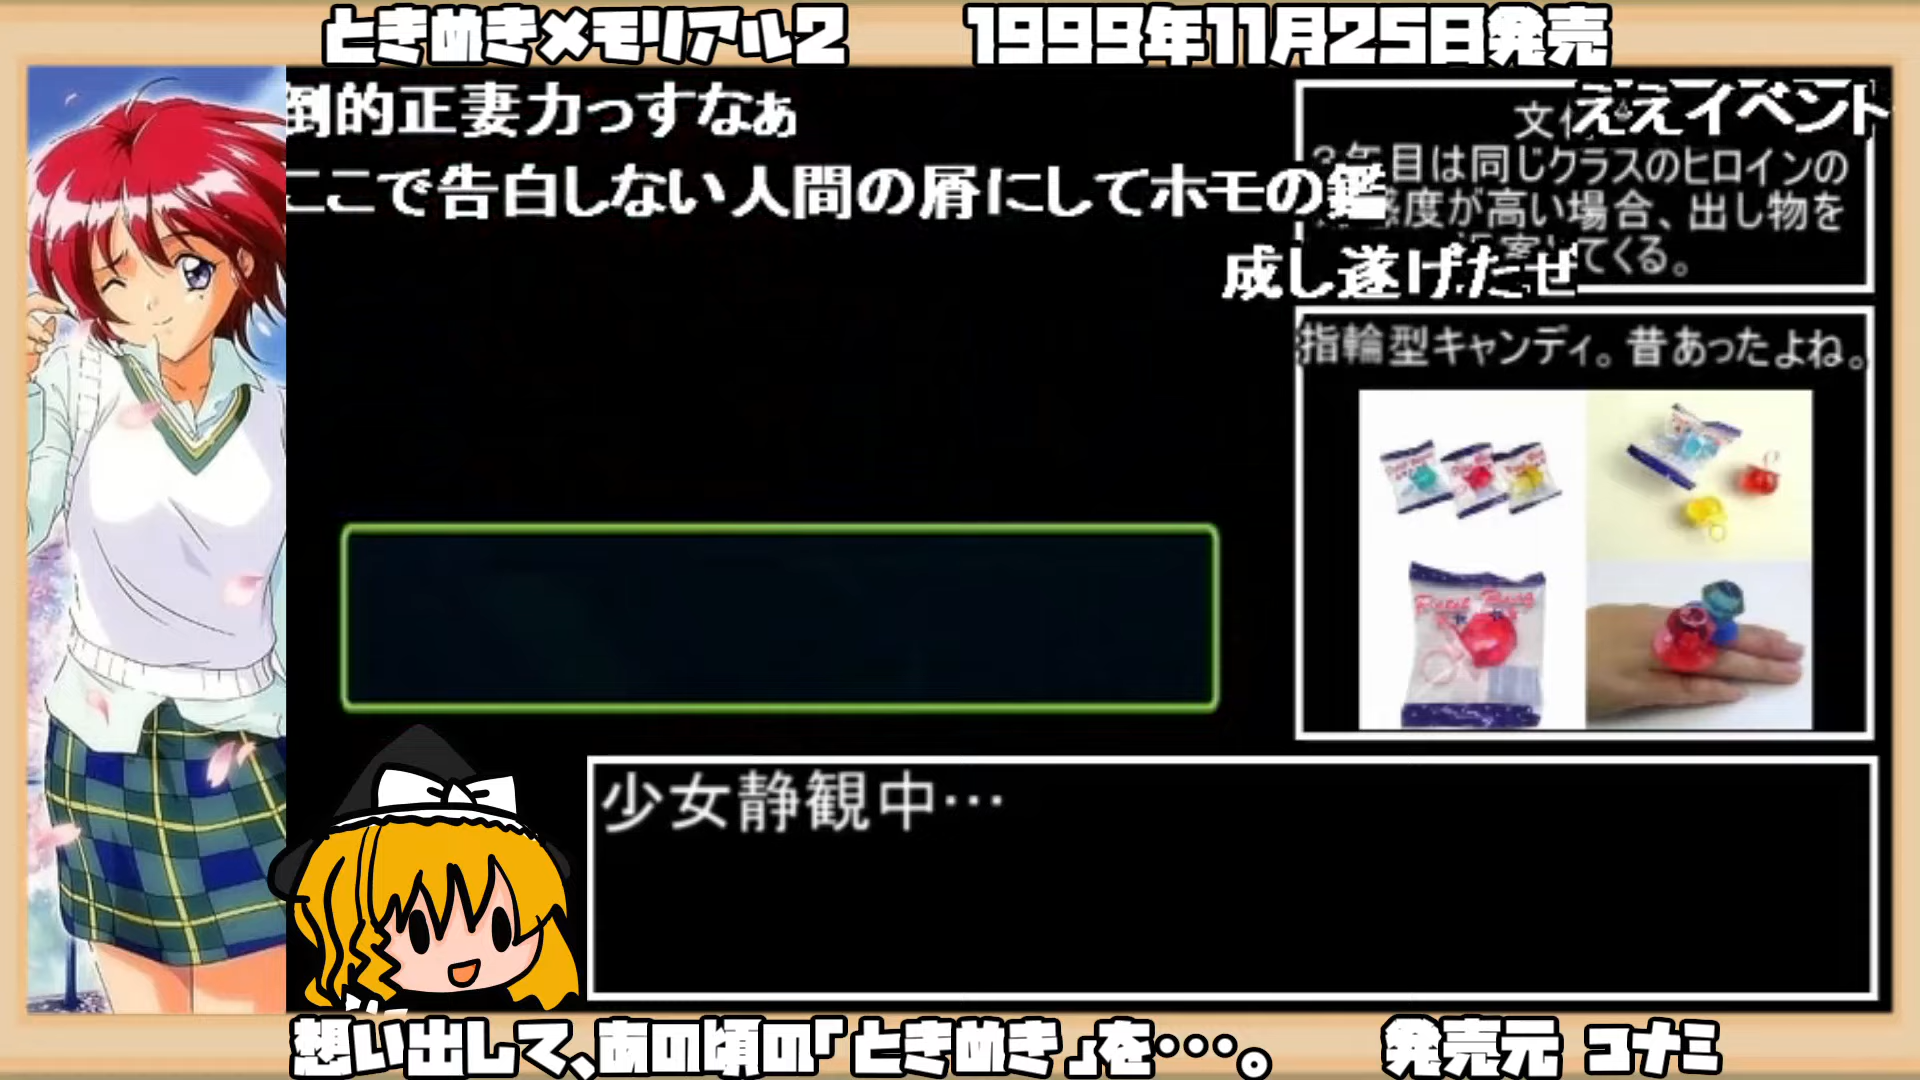 ときめきメモリアル2　1999年11月25日発売
倒的正妻力っすなぁ
ええイベント
ここで告白しない人間の屑にしてホモの鑑
成し遂げたぜ
文化
3年目は同じクラスのヒロインの
感度が高い場合、出し物を
てくる。
指輪型キャンディ。昔あったよね。
少女静観中…
想い出して、あの頃の「ときめき」を…。　発売元 コナミ